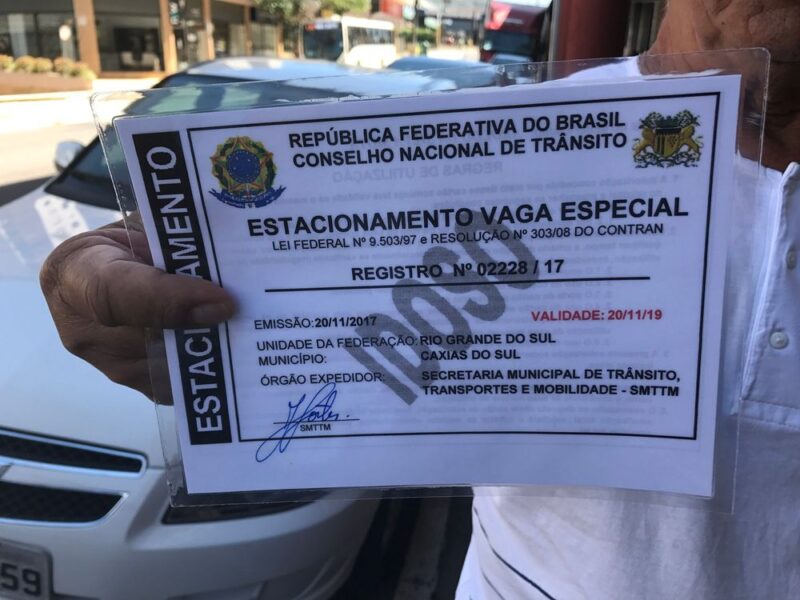 ESTACIONAMENTO
REPÚBLICA FEDERATIVA DO BRASIL
CONSELHO NACIONAL DE TRÂNSITO
ESTACIONAMENTO VAGA ESPECIAL
LEI FEDERAL Nº 9.503/97 e RESOLUÇÃO Nº 303/08 DO CONTRAN
REGISTRO Nº 02228 / 17
IDOSO
EMISSÃO:20/11/2017 VALIDADE: 20/11/19
UNIDADE DA FEDERAÇÃO: RIO GRANDE DO SUL
MUNICÍPIO: CAXIAS DO SUL
ÓRGÃO EXPEDIDOR: SECRETARIA MUNICIPAL DE TRÂNSITO,
TRANSPORTES E MOBILIDADE - SMTTM
SMTTM
59